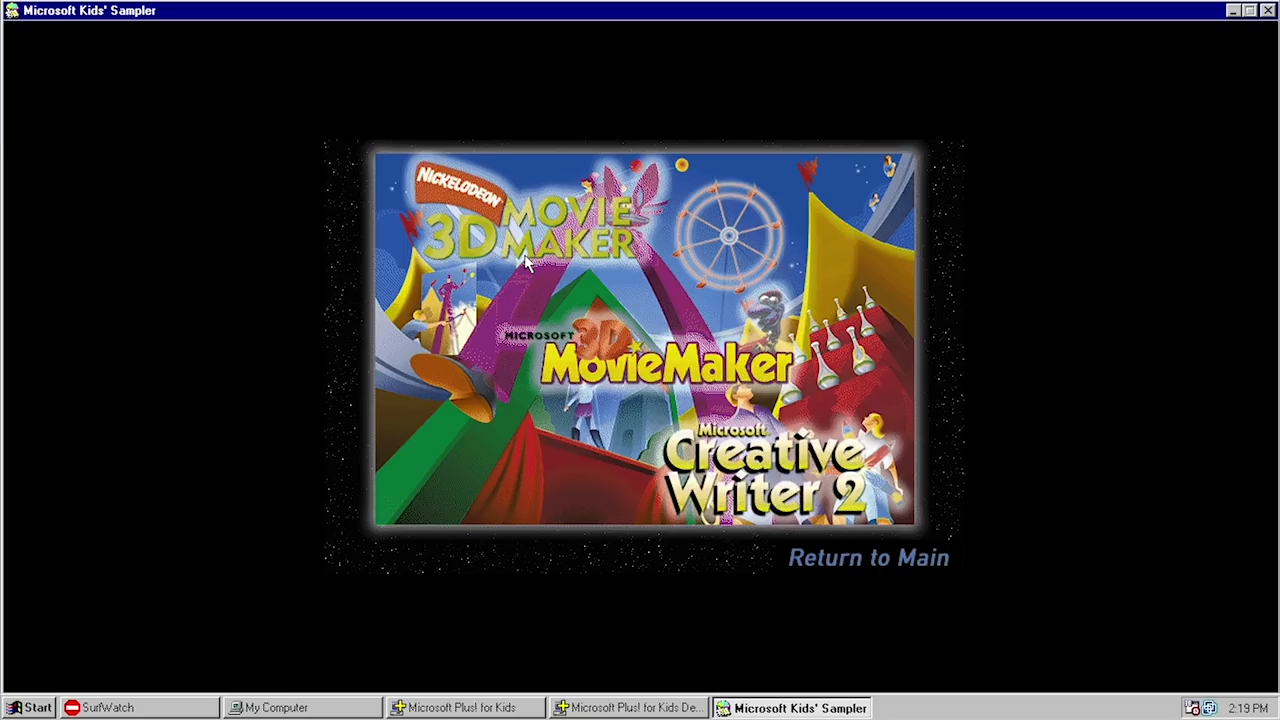 Microsoft Kids' Sampler
NICKELODEON
3D MOVIE
MAKER
MICROSOFT 3D
MovieMaker
Microsoft
Creative
Writer 2
Return to Main
Start
SurfWatch
My Computer
Microsoft Plus! for Kids
Microsoft Plus! for Kids De...
Microsoft Kids' Sampler
2:19 PM